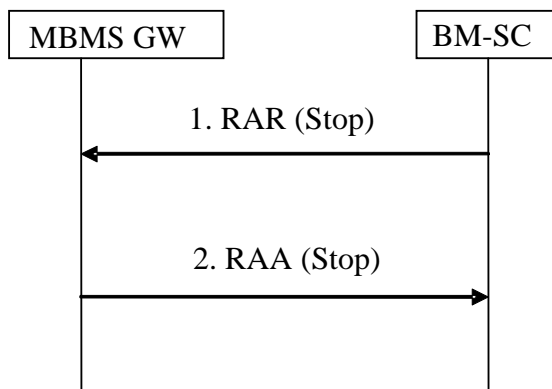 MBMS GW
BM-SC
1. RAR (Stop)
2. RAA (Stop)